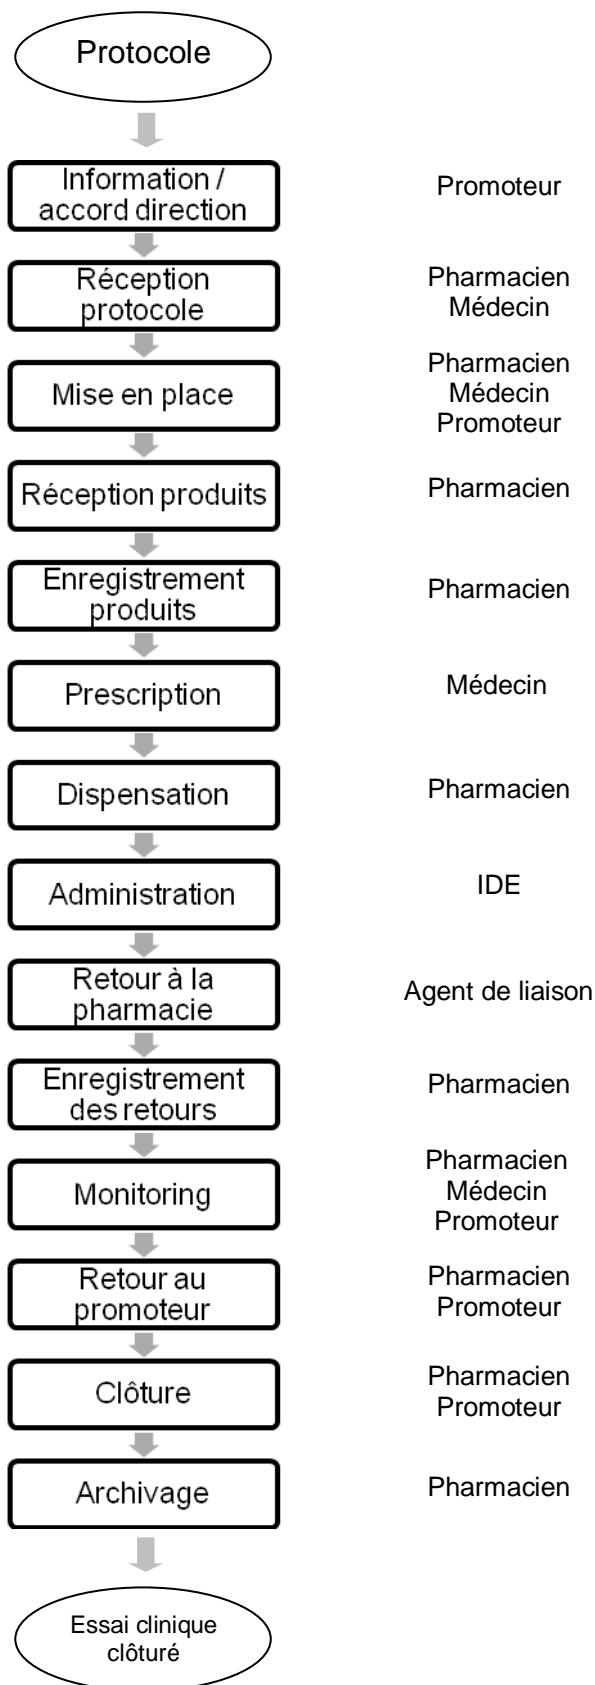 Protocole
Information /
accord direction
Promoteur
Réception
protocole
Pharmacien
Médecin
Mise en place
Pharmacien
Médecin
Promoteur
Réception produits
Pharmacien
Enregistrement
produits
Pharmacien
Prescription
Médecin
Dispensation
Pharmacien
Administration
IDE
Retour à la
pharmacie
Agent de liaison
Enregistrement
des retours
Pharmacien
Monitoring
Pharmacien
Médecin
Promoteur
Retour au
promoteur
Pharmacien
Promoteur
Clôture
Pharmacien
Promoteur
Archivage
Pharmacien
Essai clinique
clôturé